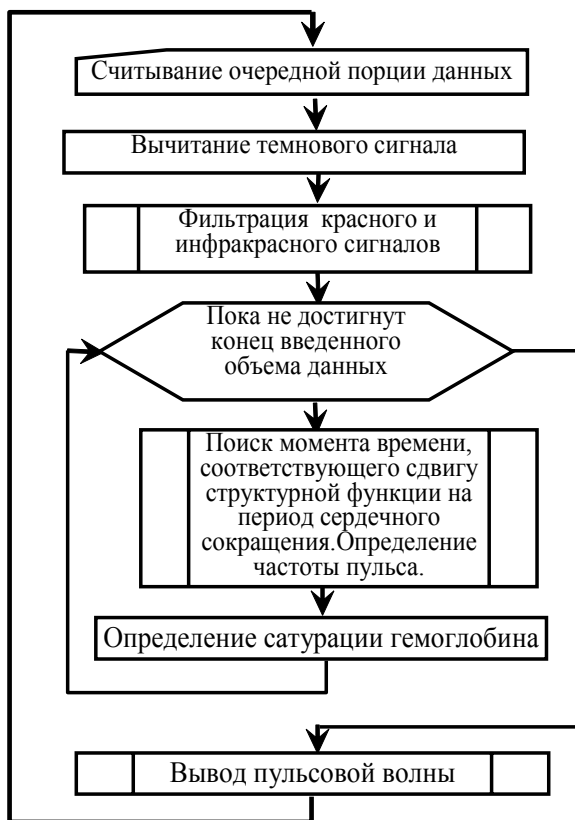 Считывание очередной порции данных
Вычитание темнового сигнала
Фильтрация красного и
инфракрасного сигналов
Пока не достигнут
конец введенного
объема данных
Поиск момента времени,
соответствующего сдвигу
структурной функции на
период сердечного
сокращения.Определение
частоты пульса.
Определение сатурации гемоглобина
Вывод пульсовой волны